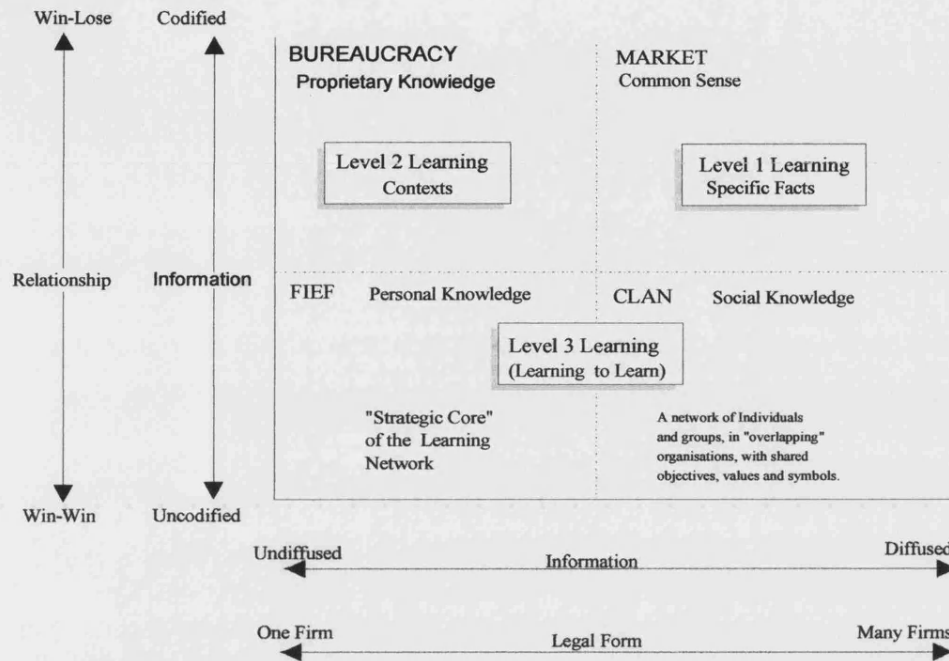 Win-Lose
Codified
BUREAUCRACY
Proprietary Knowledge
MARKET
Common Sense
Level 2 Learning
Contexts
Level 1 Learning
Specific Facts
Relationship
Information
FIEF Personal Knowledge
CLAN Social Knowledge
Level 3 Learning
(Learning to Learn)
"Strategic Core"
of the Learning
Network
A network of Individuals
and groups, in "overlapping"
organisations, with shared
objectives, values and symbols.
Win-Win
Uncodified
Undiffused
Information
Diffused
One Firm
Legal Form
Many Firms